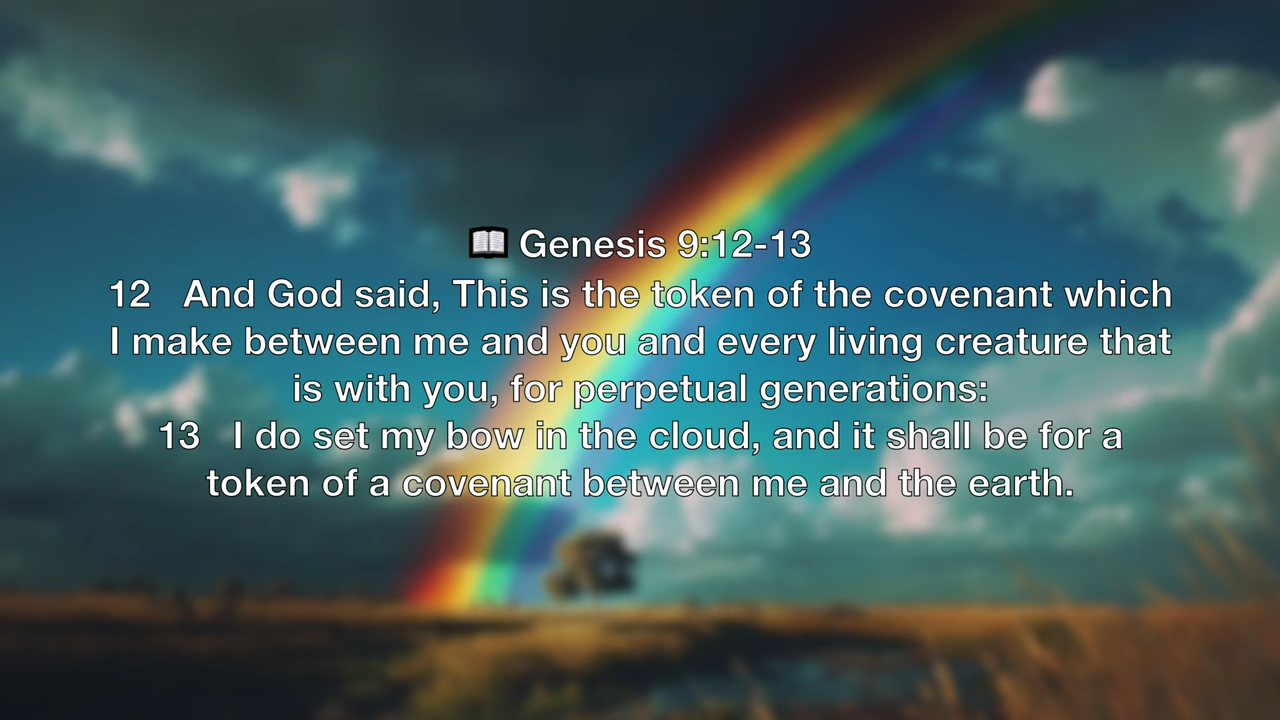 📖 Genesis 9:12-13
12 And God said, This is the token of the covenant which
I make between me and you and every living creature that
is with you, for perpetual generations:
13 I do set my bow in the cloud, and it shall be for a
token of a covenant between me and the earth.